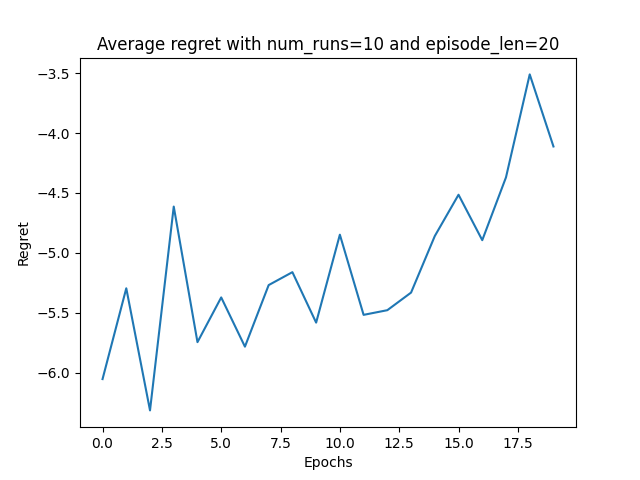 Average regret with num_runs=10 and episode_len=20
−3.5
−4.0
−4.5
−5.0
−5.5
−6.0
Regret
0.0 2.5 5.0 7.5 10.0 12.5 15.0 17.5
Epochs